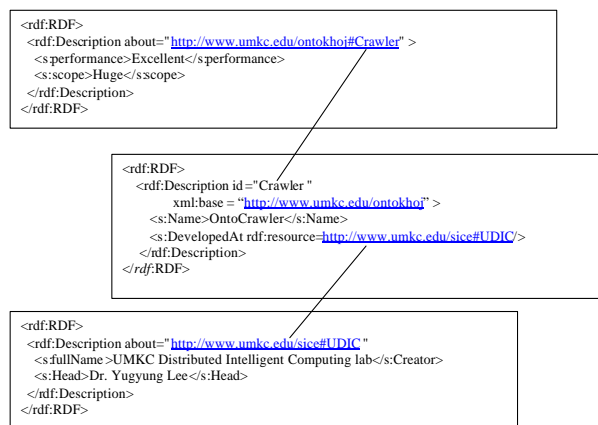 <rdf:RDF>
<rdf:Description about="http://www.umkc.edu/ontokhoj#Crawler" >
<s:performance>Excellent</s:performance>
<s:scope>Huge</s:scope>
</rdf:Description>
</rdf:RDF>
<rdf:RDF>
<rdf:Description id="Crawler "
xml:base = “http://www.umkc.edu/ontokhoj” >
<s:Name>OntoCrawler</s:Name>
<s:DevelopedAt rdf:resource=http://www.umkc.edu/sice#UDIC/>
</rdf:Description>
</rdf:RDF>
<rdf:RDF>
<rdf:Description about="http://www.umkc.edu/sice#UDIC "
<s:fullName>UMKC Distributed Intelligent Computing lab</s:Creator>
<s:Head>Dr. Yugyung Lee</s:Head>
</rdf:Description>
</rdf:RDF>